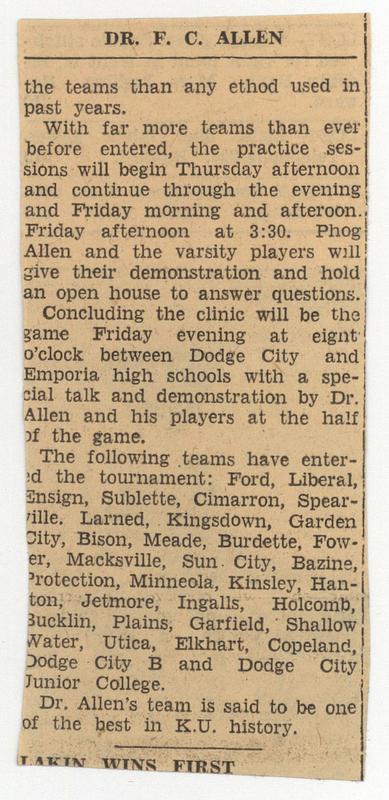 DR. F. C. ALLEN
the teams than any ethod used in
past years.
With far more teams than ever
before entered, the practice ses-
sions will begin Thursday afternoon
and continue through the evening
and Friday morning and afteroon.
Friday afternoon at 3:30. Phog
Allen and the varsity players will
give their demonstration and hold
an open house to answer questions.
Concluding the clinic will be the
game Friday evening at eight
o'clock between Dodge City and
Emporia high schools with a spe-
cial talk and demonstration by Dr.
Allen and his players at the half
of the game.
The following teams have enter-
ed the tournament: Ford, Liberal,
Ensign, Sublette, Cimarron, Spear-
ville. Larned, Kingsdown, Garden
City, Bison, Meade, Burdette, Fow-
er, Macksville, Sun City, Bazine,
Protection, Minneola, Kinsley, Han-
ton, Jetmore, Ingalls, Holcomb,
Bucklin, Plains, Garfield, Shallow
Water, Utica, Elkhart, Copeland,
Dodge City B and Dodge City
Junior College.
Dr. Allen's team is said to be one
of the best in K.U. history.
LAKIN WINS FIRST